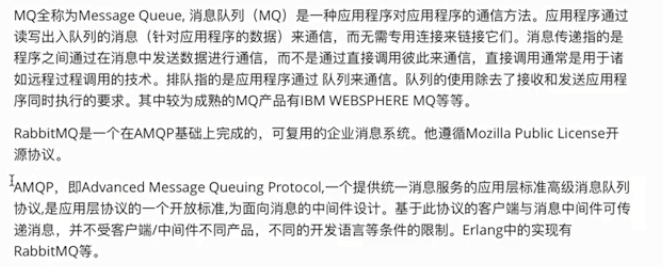 MQ全称为Message Queue, 消息队列（MQ）是一种应用程序对应用程序的通信方法。应用程序通过
读写出入队列的消息（针对应用程序的数据）来通信，而无需专用连接来链接它们。消息传递指的是
程序之间通过在消息中发送数据进行通信，而不是通过直接调用彼此来通信，直接调用通常是用于诸
如远程过程调用的技术。排队指的是应用程序通过 队列来通信。队列的使用除去了接收和发送应用程
序同时执行的要求。其中较为成熟的MQ产品有IBM WEBSPHERE MQ等等。
RabbitMQ是一个在AMQP基础上完成的，可复用的企业消息系统。他遵循Mozilla Public License开
源协议。
AMQP，即Advanced Message Queuing Protocol,一个提供统一消息服务的应用层标准高级消息队列
协议,是应用层协议的一个开放标准,为面向消息的中间件设计。基于此协议的客户端与消息中间件可传
递消息，并不受客户端/中间件不同产品，不同的开发语言等条件的限制。Erlang中的实现有
RabbitMQ等。